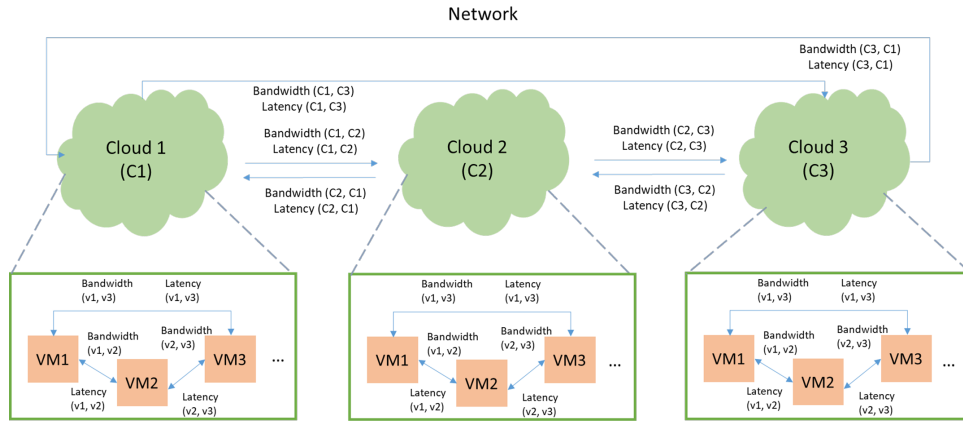 Network
Bandwidth (C3, C1)
Latency (C3, C1)
Bandwidth (C1, C3)
Latency (C1, C3)
Cloud 1
(C1)
Bandwidth (C1, C2)
Latency (C1, C2)
Bandwidth (C2, C1)
Latency (C2, C1)
Cloud 2
(C2)
Bandwidth (C2, C3)
Latency (C2, C3)
Bandwidth (C3, C2)
Latency (C3, C2)
Cloud 3
(C3)
Bandwidth
(v1, v3)
Latency
(v1, v3)
Bandwidth
(v1, v2)
Bandwidth
(v2, v3)
VM1
VM2
VM3
...
Latency
(v1, v2)
Latency
(v2, v3)
Bandwidth
(v1, v3)
Latency
(v1, v3)
Bandwidth
(v1, v2)
Bandwidth
(v2, v3)
VM1
VM2
VM3
...
Latency
(v1, v2)
Latency
(v2, v3)
Bandwidth
(v1, v3)
Latency
(v1, v3)
Bandwidth
(v1, v2)
Bandwidth
(v2, v3)
VM1
VM2
VM3
...
Latency
(v1, v2)
Latency
(v2, v3)